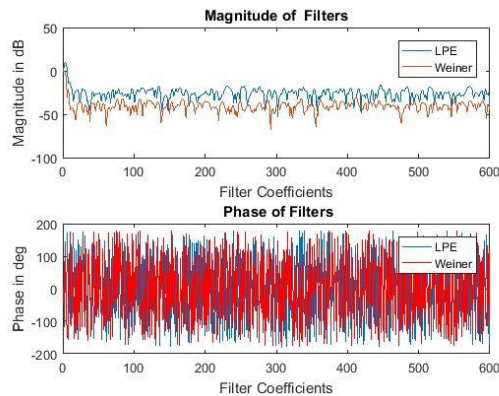 Magnitude of Filters
50
0
-50
-100
Magnitude in dB
LPE
Weiner
0 100 200 300 400 500 600
Filter Coefficients
Phase of Filters
200
100
0
-100
-200
Phase in deg
LPE
Weiner
0 100 200 300 400 500 600
Filter Coefficients